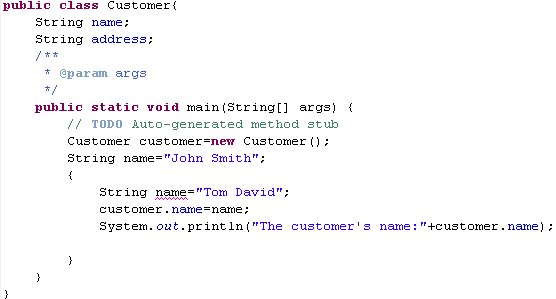 public class Customer{
String name;
String address;
/**
* @param args
*/
public static void main(String[] args) {
// TODO Auto-generated method stub
Customer customer=new Customer();
String name="John Smith";
{
String name="Tom David";
customer.name=name;
System.out.println("The customer's name:"+customer.name);
}
}
}